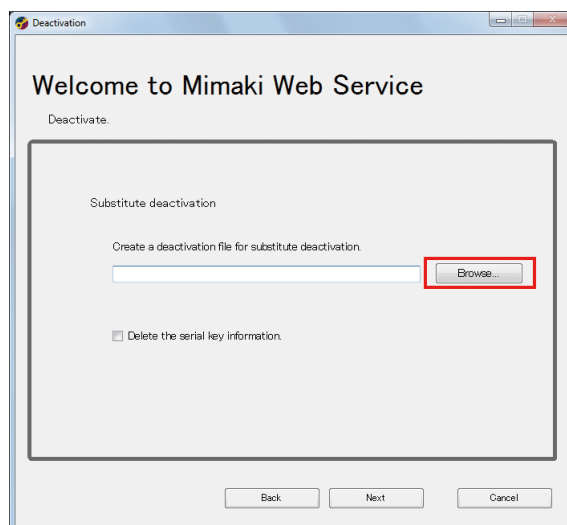 Deactivation
Welcome to Mimaki Web Service
Deactivate.
Substitute deactivation
Create a deactivation file for substitute deactivation.
Browse...
Delete the serial key information.
Back Next Cancel